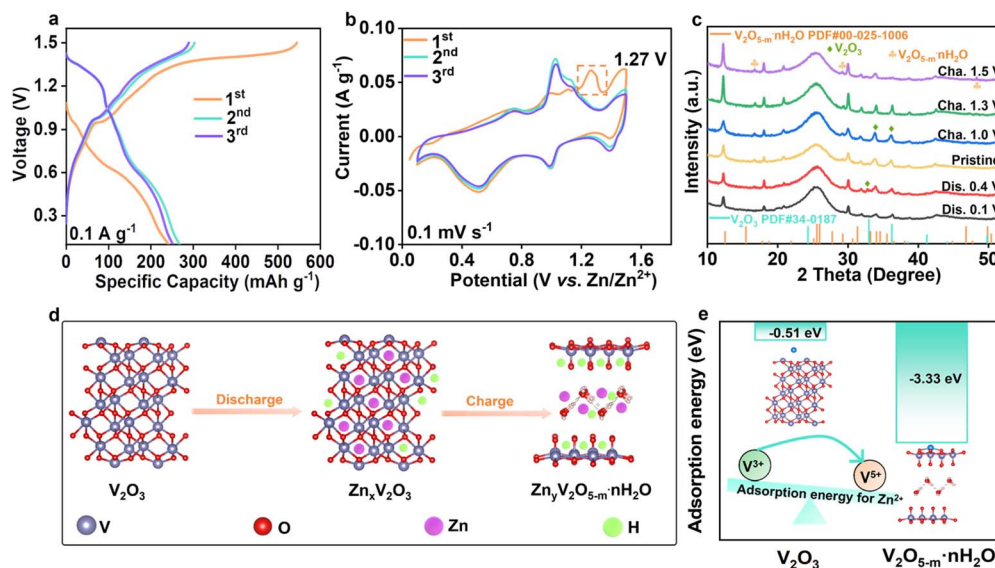 a
1.5
1.2
0.9
0.6
0.3
Voltage (V)
1st
2nd
3rd
0.1 A g-1
0 100 200 300 400 500 600
Specific Capacity (mAh g-1)
b
0.10
0.05
0.00
-0.05
-0.10
Current (A g-1)
1st
2nd
3rd
1.27 V
0.1 mV s-1
0.0 0.4 0.8 1.2 1.6
Potential (V vs. Zn/Zn2+)
c
V2O5-m·nH2O PDF#00-025-1006
V2O3
V2O5-m·nH2O
Cha. 1.5 V
Cha. 1.3 V
Cha. 1.0 V
Pristine
Dis. 0.4 V
Dis. 0.1 V
V2O3 PDF#34-0187
Intensity (a.u.)
10 20 30 40 50
2 Theta (Degree)
d
Discharge
Charge
V2O3
ZnxV2O3
ZnyV2O5-m·nH2O
V
O
Zn
H
e
Adsorption energy (eV)
-0.51 eV
-3.33 eV
V3+
V5+
Adsorption energy for Zn2+
V2O3
V2O5-m·nH2O